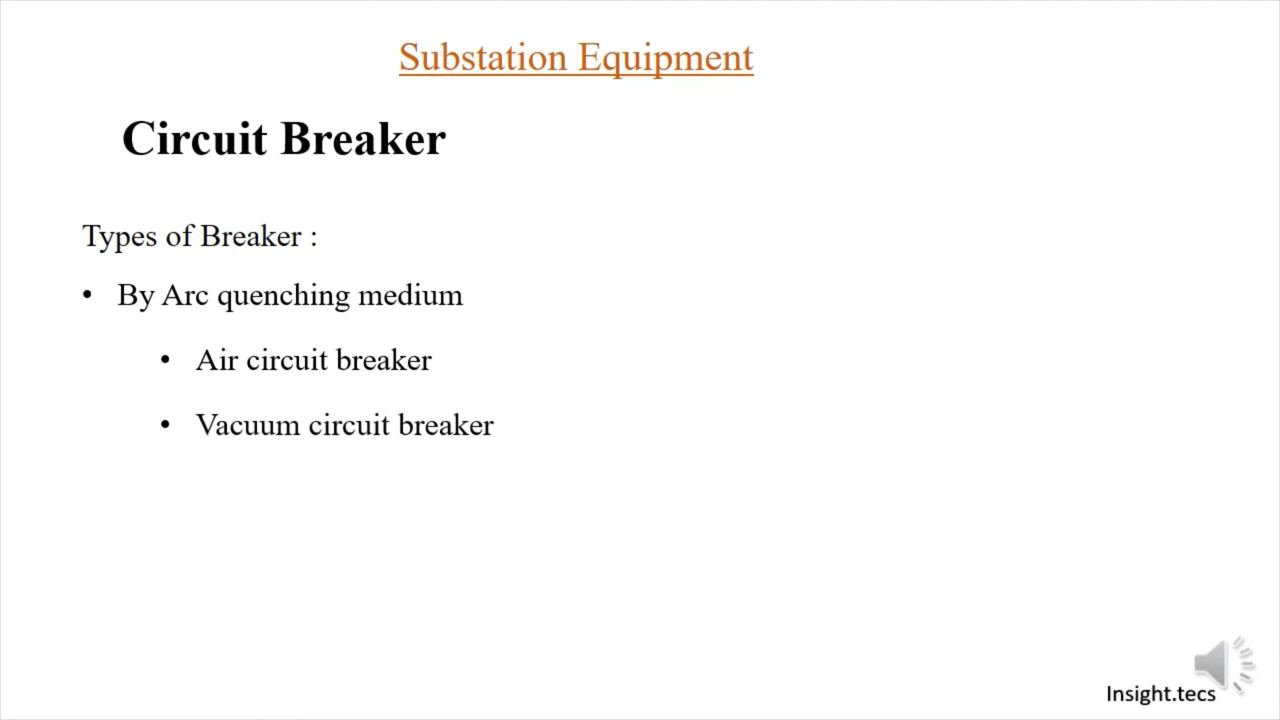 Substation Equipment
Circuit Breaker
Types of Breaker :
• By Arc quenching medium
• Air circuit breaker
• Vacuum circuit breaker
Insight.tecs